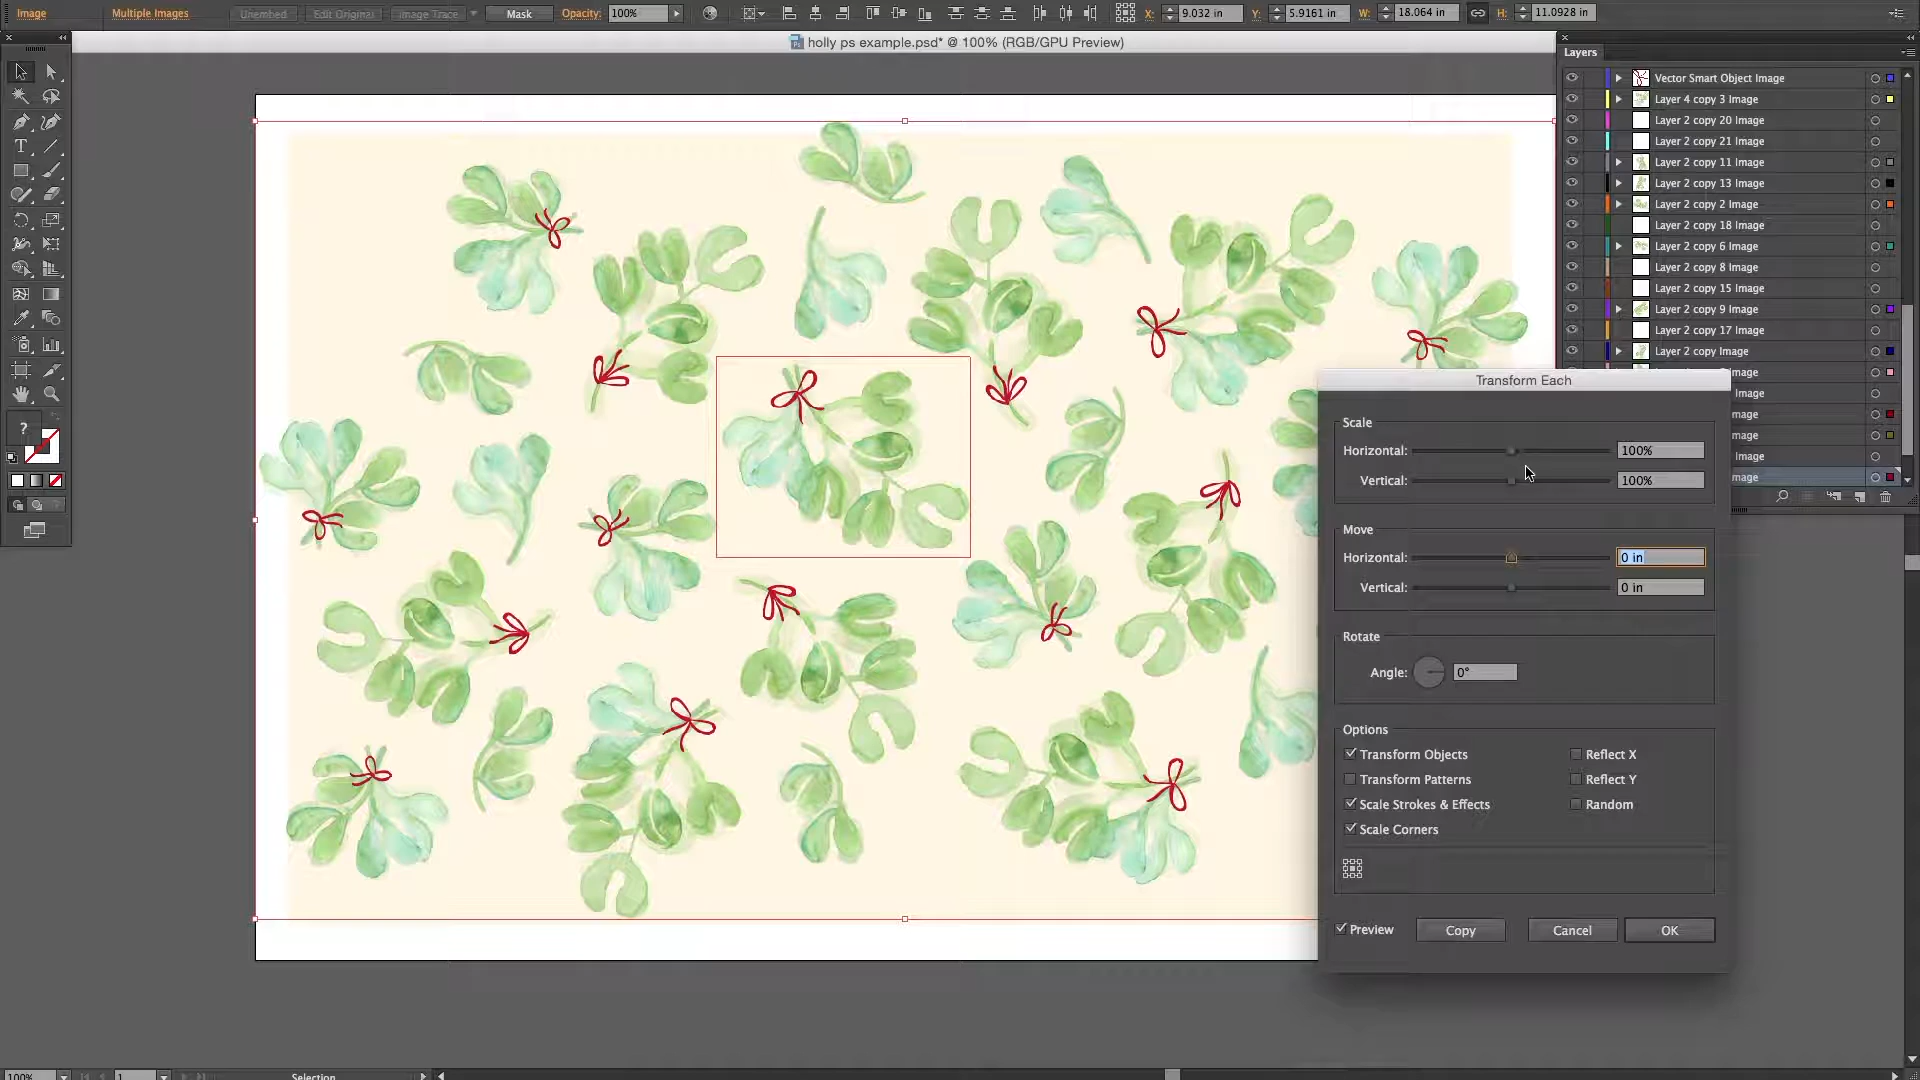 Image Multiple Images Unembed Edit Original Image Trace Mask Opacity: 100% X: 9.032 in Y: 5.9161 in W: 18.064 in H: 11.0928 in
holly ps example.psd* @ 100% (RGB/GPU Preview)
Layers
Vector Smart Object Image
Layer 4 copy 3 Image
Layer 2 copy 20 Image
Layer 2 copy 21 Image
Layer 2 copy 11 Image
Layer 2 copy 13 Image
Layer 2 copy 2 Image
Layer 2 copy 18 Image
Layer 2 copy 6 Image
Layer 2 copy 8 Image
Layer 2 copy 15 Image
Layer 2 copy 9 Image
Layer 2 copy 17 Image
Layer 2 copy Image
Image
Image
mage
mage
Image
mage
Transform Each
Scale
Horizontal: 100%
Vertical: 100%
Move
Horizontal: 0 in
Vertical: 0 in
Rotate
Angle: 0°
Options
Transform Objects Reflect X
Transform Patterns Reflect Y
Scale Strokes & Effects Random
Scale Corners
Preview Copy Cancel OK
?
T
100% 1 Selection